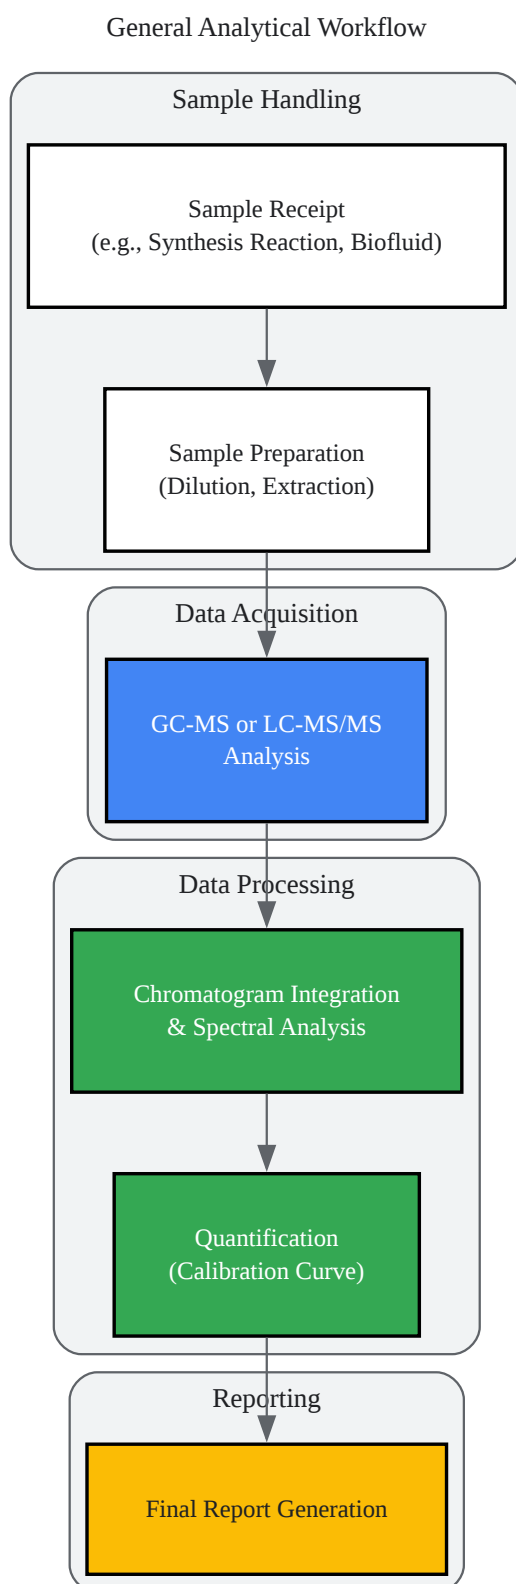 General Analytical Workflow
Sample Handling
Sample Receipt
(e.g., Synthesis Reaction, Biofluid)
Sample Preparation
(Dilution, Extraction)
Data Acquisition
GC-MS or LC-MS/MS
Analysis
Data Processing
Chromatogram Integration
& Spectral Analysis
Quantification
(Calibration Curve)
Reporting
Final Report Generation